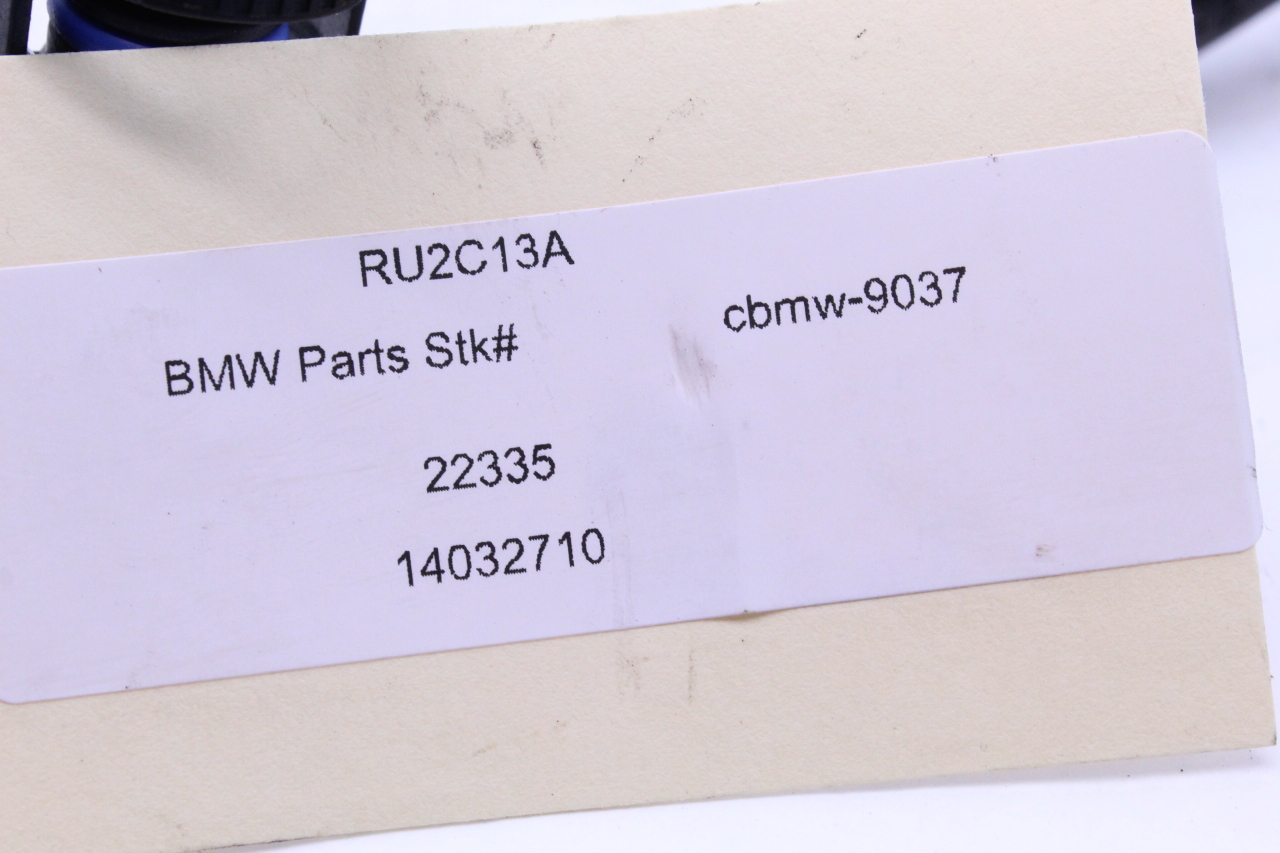 RU2C13A
cbmw-9037
BMW Parts Stk#
22335
14032710